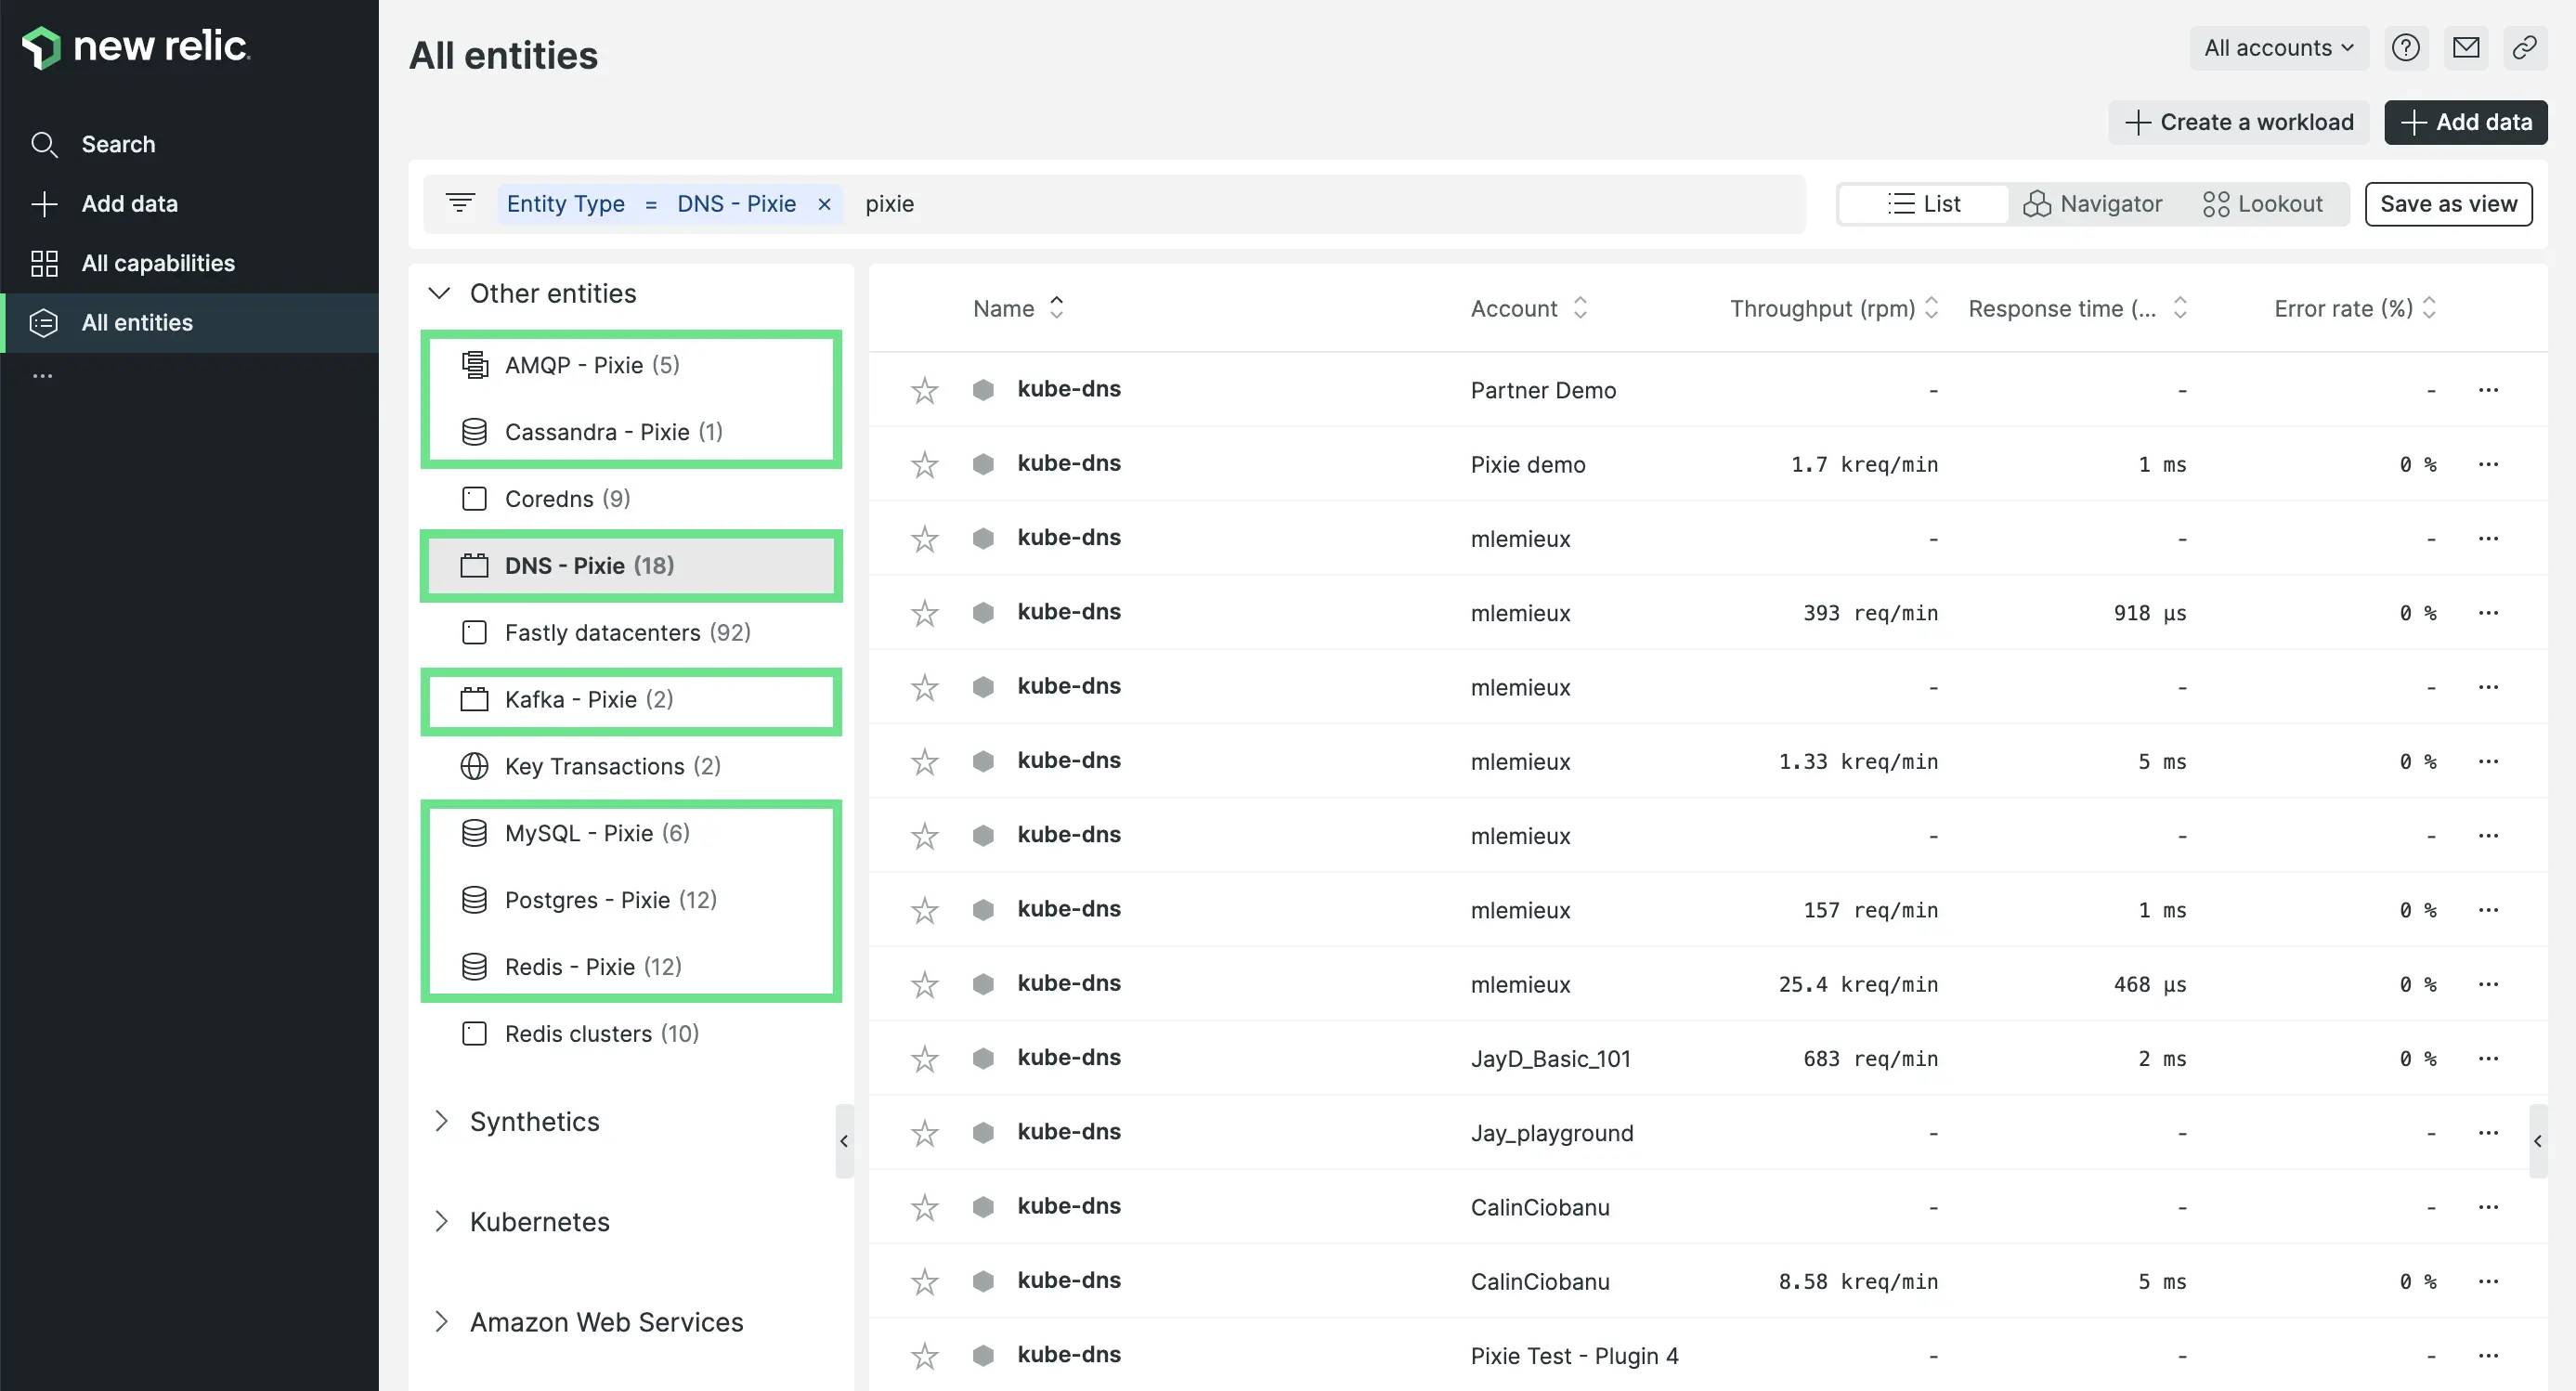 new relic.
Search
Add data
All capabilities
All entities
...
All entities
All accounts
Create a workload
Add data
Entity Type = DNS - Pixie × pixie
List
Navigator
Lookout
Save as view
Other entities
AMQP - Pixie (5)
Cassandra - Pixie (1)
Coredns (9)
DNS - Pixie (18)
Fastly datacenters (92)
Kafka - Pixie (2)
Key Transactions (2)
MySQL - Pixie (6)
Postgres - Pixie (12)
Redis - Pixie (12)
Redis clusters (10)
Synthetics
Kubernetes
Amazon Web Services
Name Account Throughput (rpm) Response time (... Error rate (%)
kube-dns Partner Demo - - - ...
kube-dns Pixie demo 1.7 kreq/min 1 ms 0 % ...
kube-dns mlemieux - - - ...
kube-dns mlemieux 393 req/min 918 µs 0 % ...
kube-dns mlemieux - - - ...
kube-dns mlemieux 1.33 kreq/min 5 ms 0 % ...
kube-dns mlemieux - - - ...
kube-dns mlemieux 157 req/min 1 ms 0 % ...
kube-dns mlemieux 25.4 kreq/min 468 µs 0 % ...
kube-dns JayD_Basic_101 683 req/min 2 ms 0 % ...
kube-dns Jay_playground - - - ...
kube-dns CalinCiobanu - - - ...
kube-dns CalinCiobanu 8.58 kreq/min 5 ms 0 % ...
kube-dns Pixie Test - Plugin 4 - - - ...